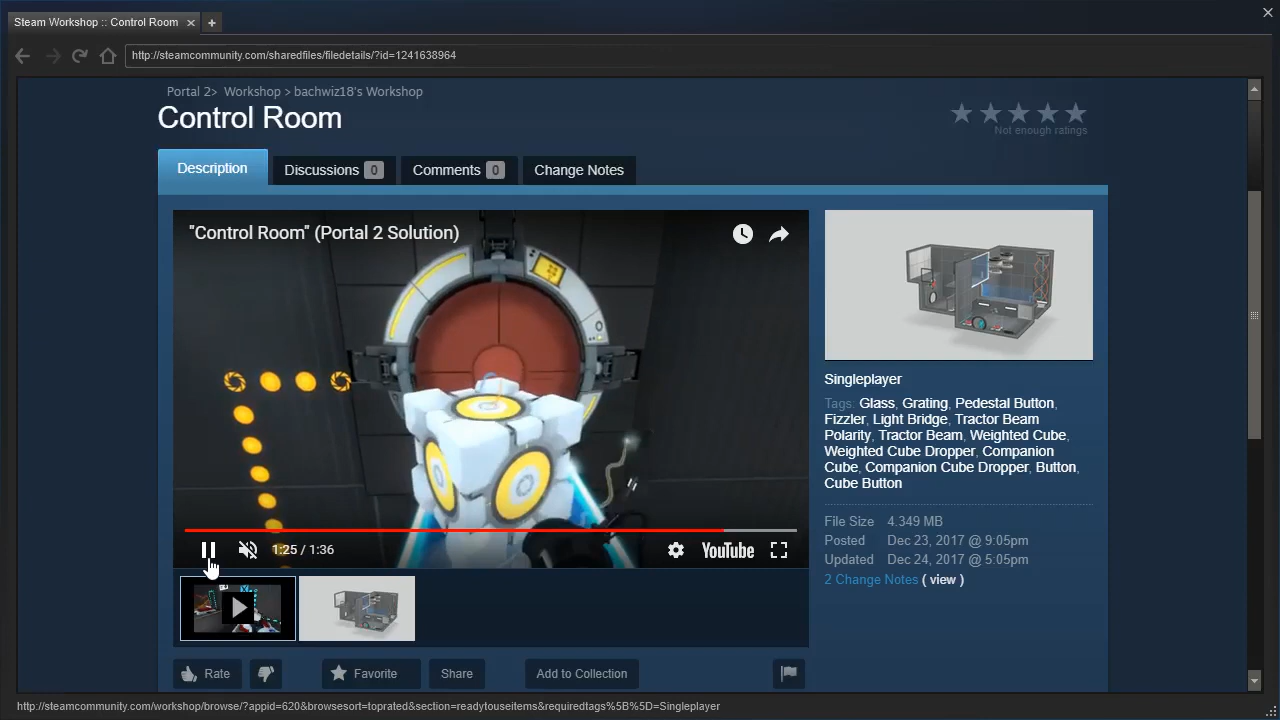 Steam Workshop :: Control Room
http://steamcommunity.com/sharedfiles/filedetails/?id=1241638964
Portal 2> Workshop > bachwiz18's Workshop
Control Room
Not enough ratings
Description
Discussions 0
Comments 0
Change Notes
"Control Room" (Portal 2 Solution)
1:25 / 1:36
YouTube
Singleplayer
Tags: Glass, Grating, Pedestal Button,
Fizzler, Light Bridge, Tractor Beam
Polarity, Tractor Beam, Weighted Cube,
Weighted Cube Dropper, Companion
Cube, Companion Cube Dropper, Button,
Cube Button
File Size 4.349 MB
Posted Dec 23, 2017 @ 9:05pm
Updated Dec 24, 2017 @ 5:05pm
2 Change Notes ( view )
Rate
Favorite
Share
Add to Collection
http://steamcommunity.com/workshop/browse/?appid=620&browsesort=toprated&section=readytouseitems&requiredtags%5B%5D=Singleplayer